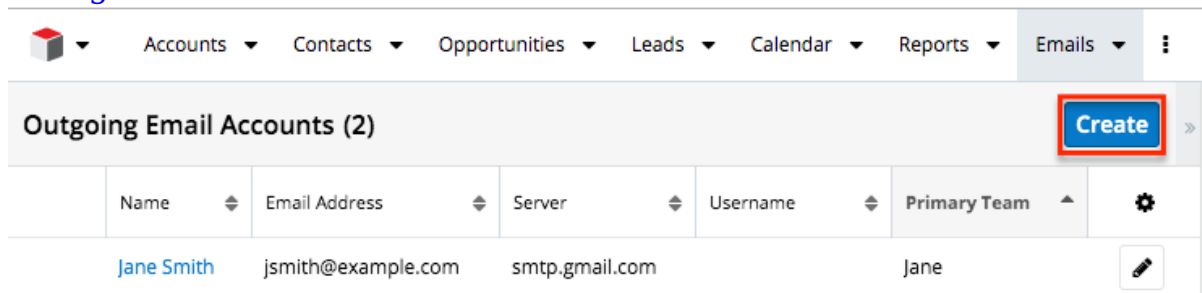 Accounts Contacts Opportunities Leads Calendar Reports Emails
Outgoing Email Accounts (2) Create
Name Email Address Server Username Primary Team
Jane Smith jsmith@example.com smtp.gmail.com Jane